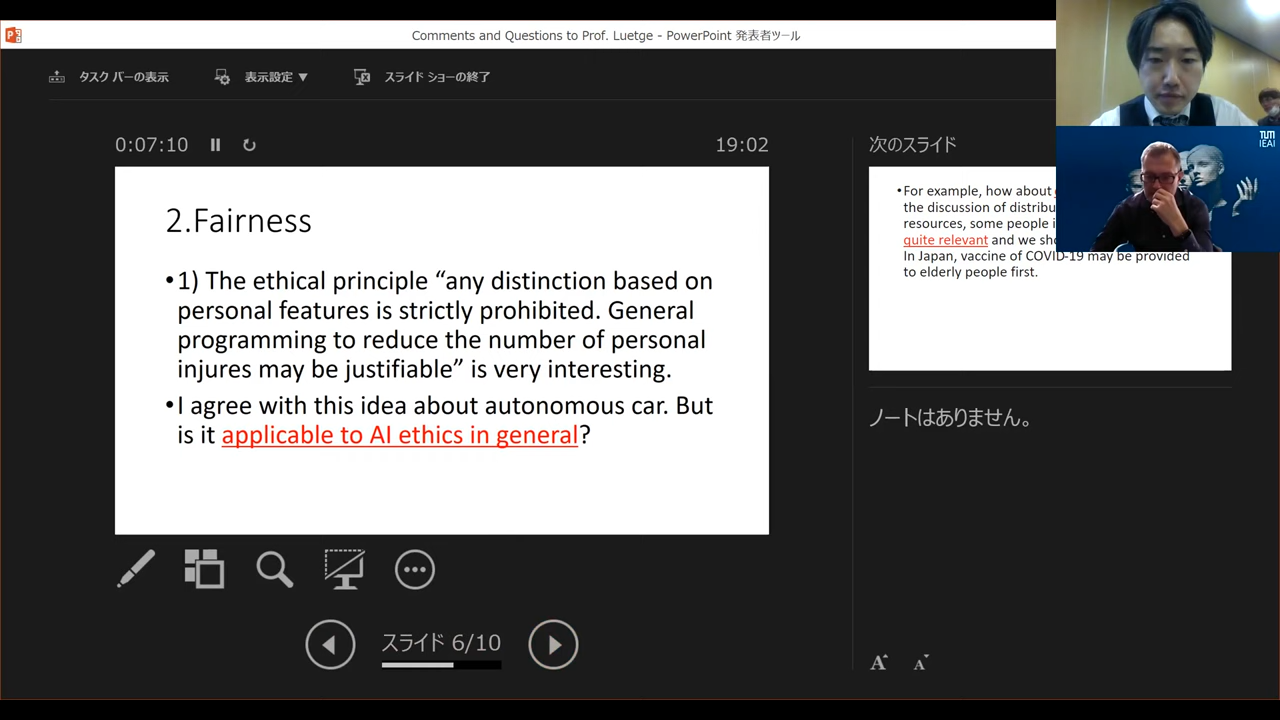 Comments and Questions to Prof. Luetge - PowerPoint 発表者ツール
タスク バーの表示
表示設定 ▼
スライド ショーの終了
0:07:10
19:02
2.Fairness
•1) The ethical principle “any distinction based on
personal features is strictly prohibited. General
programming to reduce the number of personal
injures may be justifiable” is very interesting.
•I agree with this idea about autonomous car. But
is it applicable to AI ethics in general?
スライド 6/10
次のスライド
•For example, how about
the discussion of
resources, some people
quite relevant and we
In Japan, vaccine of COVID-19 may be provided
to elderly people first.
ノートはありません。
A A
TUM
IEAI